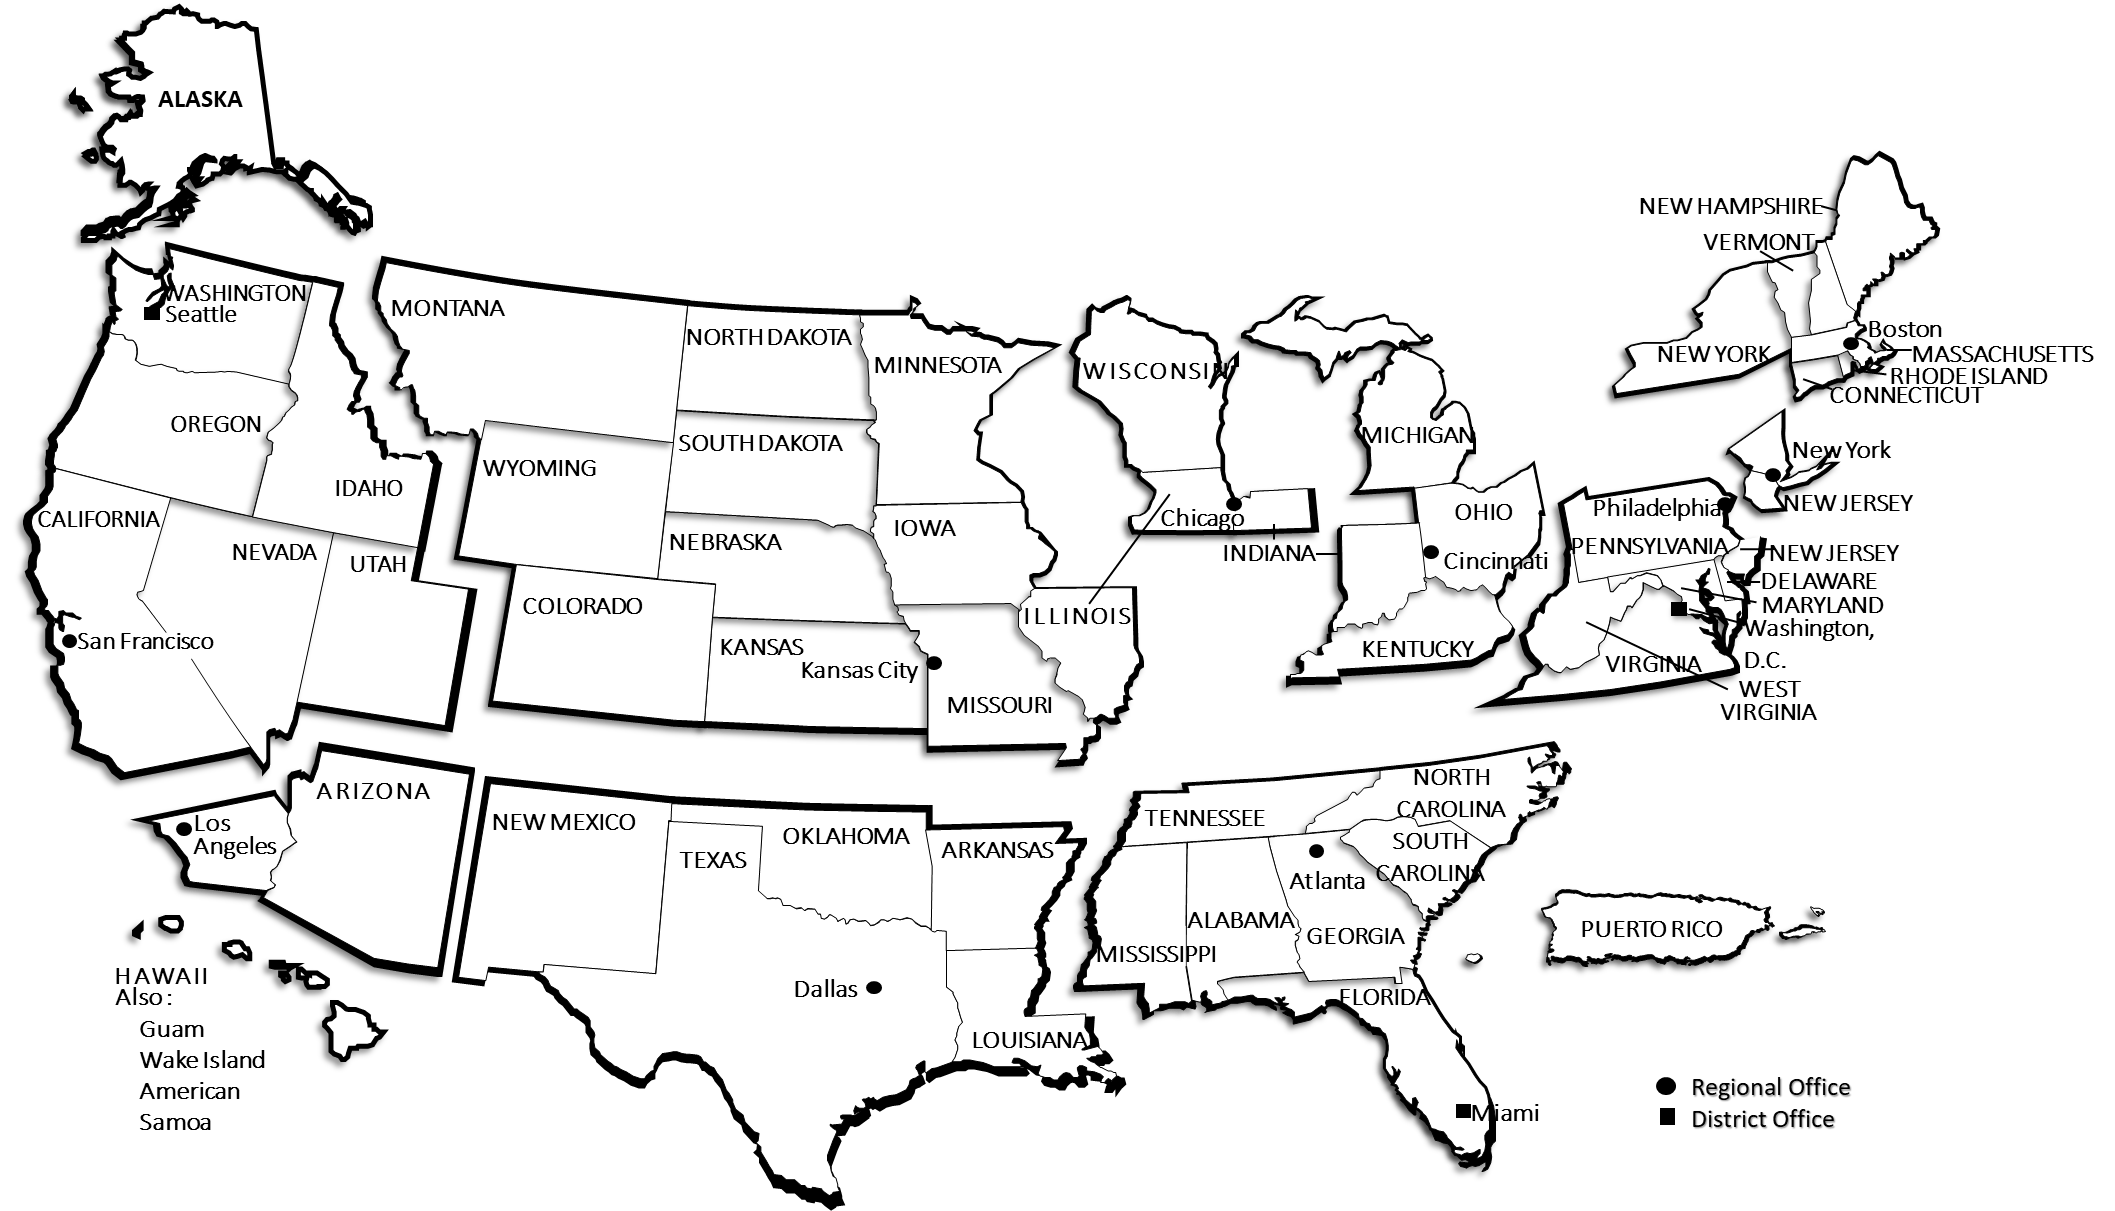 ALASKA
NEW HAMPSHIRE
VERMONT
WASHINGTON
Seattle
MONTANA
NORTH DAKOTA
MINNESOTA
WISCONSIN
Boston
NEW YORK
MASSACHUSETTS
RHODE ISLAND
CONNECTICUT
OREGON
SOUTH DAKOTA
MICHIGAN
New York
WYOMING
IDAHO
NEW JERSEY
CALIFORNIA
IOWA
Chicago
OHIO
Philadelphia
NEVADA
UTAH
NEBRASKA
INDIANA
Cincinnati
PENNSYLVANIA
NEW JERSEY
DELAWARE
COLORADO
ILLINOIS
MARYLAND
Washington,
D.C.
San Francisco
KANSAS
Kansas City
KENTUCKY
VIRGINIA
WEST
VIRGINIA
MISSOURI
ARIZONA
NEW MEXICO
OKLAHOMA
TEXAS
ARKANSAS
TENNESSEE
NORTH
CAROLINA
SOUTH
CAROLINA
Los
Angeles
Atlanta
ALABAMA
GEORGIA
MISSISSIPPI
PUERTO RICO
HAWAII
Also :
Guam
Wake Island
American
Samoa
Dallas
LOUISIANA
FLORIDA
Miami
Regional Office
District Office